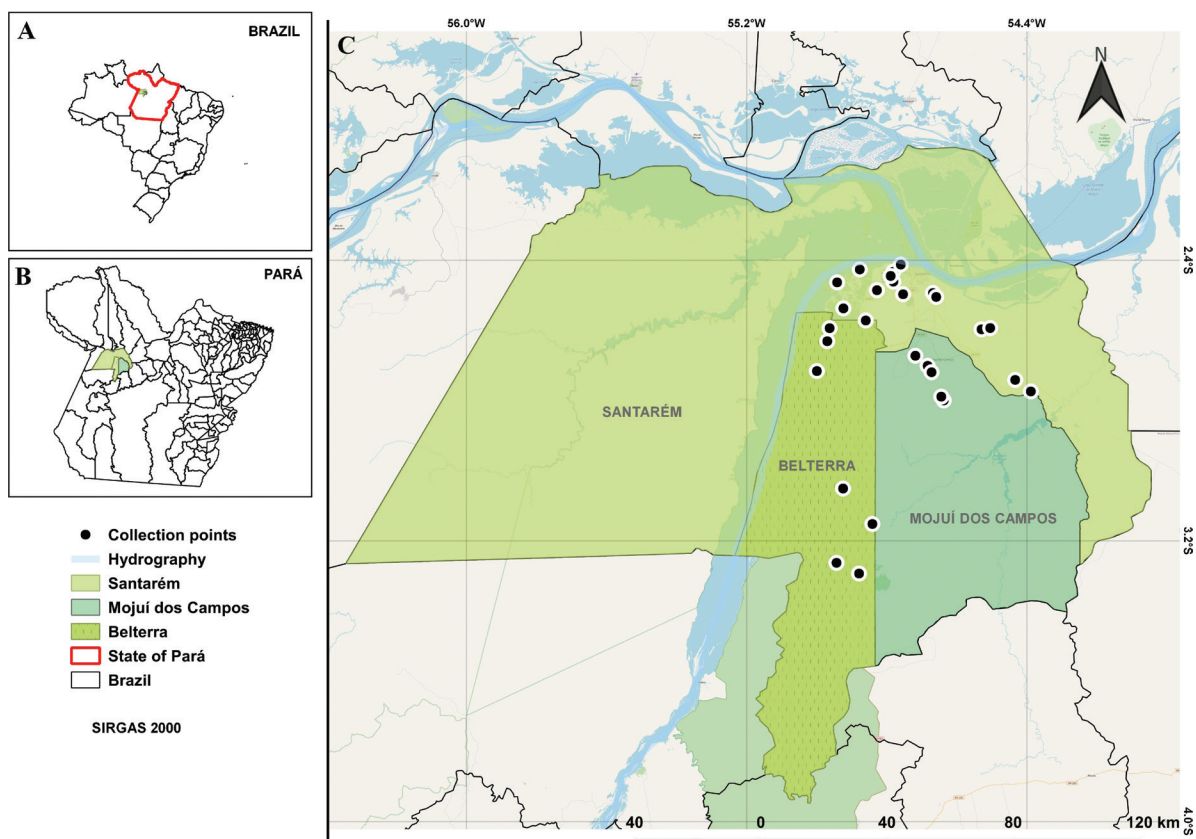 A
BRAZIL
B
PARÁ
Collection points
Hydrography
Santarém
Mojuí dos Campos
Belterra
State of Pará
Brazil
SIRGAS 2000
56.0°W
55.2°W
54.4°W
C
N
2.4°S
SANTARÉM
BELTERRA
MOJUÍ DOS CAMPOS
3.2°S
40
0
40
80
120 km
4.0°S